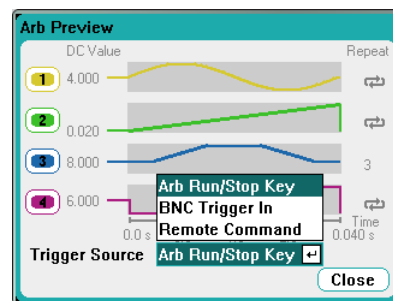 Arb Preview
DC Value Repeat
1 4.000
2 0.020
3 8.000 3
4 6.000
Arb Run/Stop Key
BNC Trigger In
Remote Command
Time
0.0 s 0.040 s
Trigger Source Arb Run/Stop Key
Close